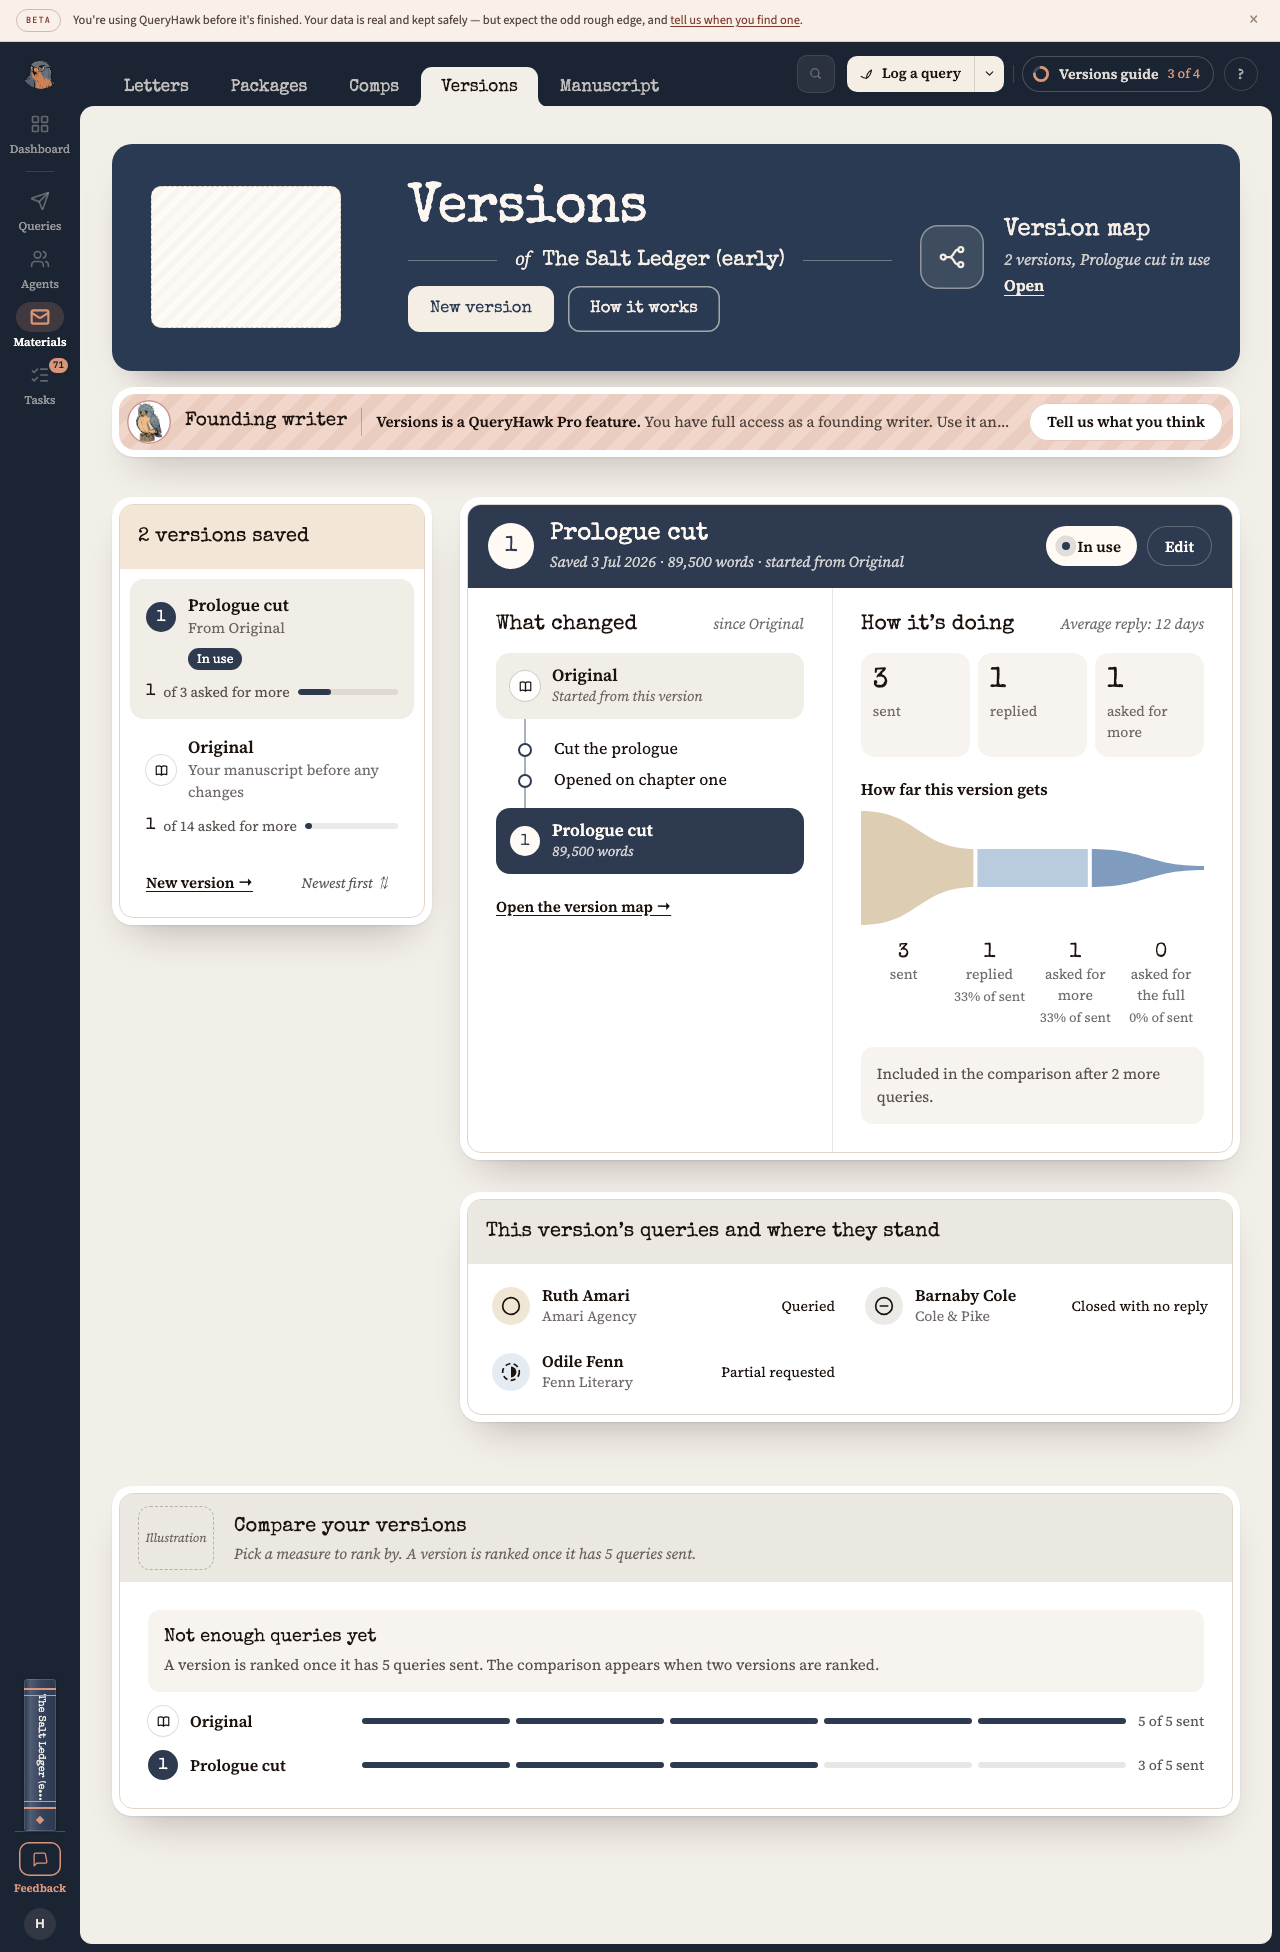 BETA You're using QueryHawk before it's finished. Your data is real and kept safely — but expect the odd rough edge, and tell us when you find one. ×
Letters Packages Comps Versions Manuscript
Log a query
Versions guide 3 of 4
?
Dashboard
Queries
Agents
Materials
71
Tasks
Versions
of The Salt Ledger (early)
New version How it works
Version map
2 versions, Prologue cut in use
Open
Founding writer Versions is a QueryHawk Pro feature. You have full access as a founding writer. Use it an... Tell us what you think
2 versions saved
1 Prologue cut
From Original
In use
1 of 3 asked for more
Original
Your manuscript before any
changes
1 of 14 asked for more
New version → Newest first ⇅
1 Prologue cut
Saved 3 Jul 2026 · 89,500 words · started from Original
In use Edit
What changed since Original
Original
Started from this version
Cut the prologue
Opened on chapter one
1 Prologue cut
89,500 words
Open the version map →
How it's doing Average reply: 12 days
3 sent
1 replied
1 asked for
more
How far this version gets
3 1 1 0
sent replied asked for asked for
33% of sent more the full
33% of sent 0% of sent
Included in the comparison after 2 more
queries.
This version's queries and where they stand
Ruth Amari
Amari Agency
Queried
Barnaby Cole
Cole & Pike
Closed with no reply
Odile Fenn
Fenn Literary
Partial requested
Illustration
Compare your versions
Pick a measure to rank by. A version is ranked once it has 5 queries sent.
Not enough queries yet
A version is ranked once it has 5 queries sent. The comparison appears when two versions are ranked.
Original 5 of 5 sent
1 Prologue cut 3 of 5 sent
The Salt Ledger (e...
Feedback
H